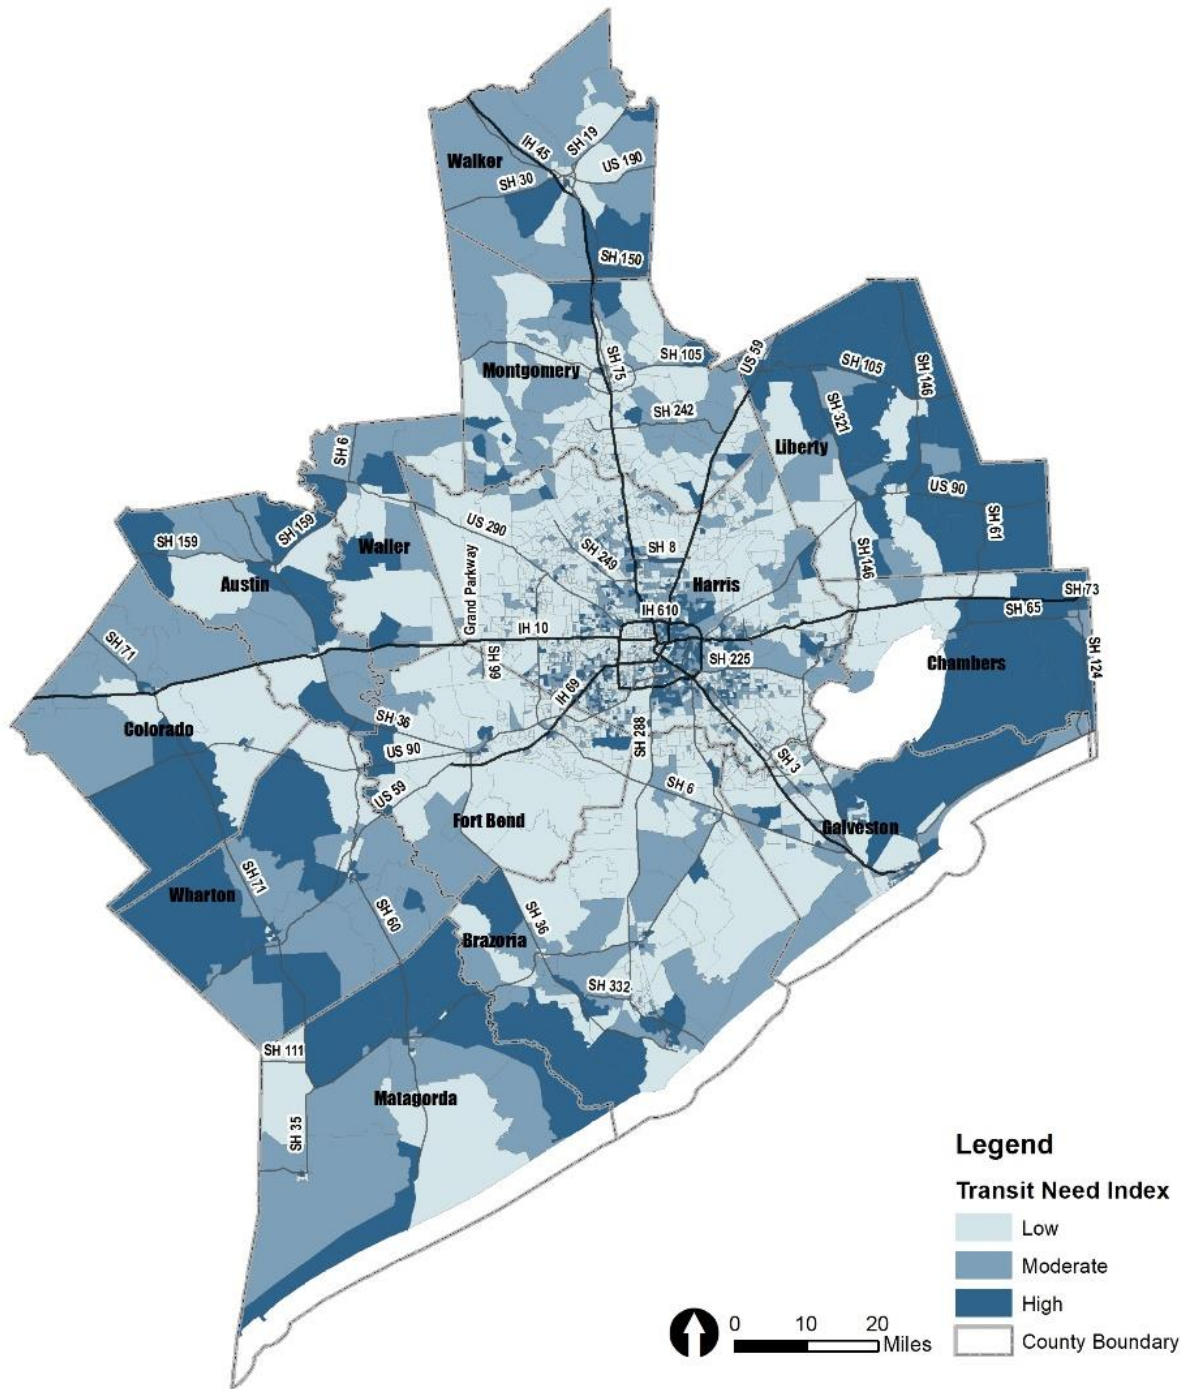 IH 45
SH 19
Walker
US 190
SH 30
SH 150
SH 75
SH 105
US 59
Montgomery
SH 105
SH 146
SH 242
SH 321
Liberty
SH 6
US 90
SH 159
US 290
SH 61
SH 159
Waller
SH 249
SH 8
SH 146
Austin
Grand Parkway
Harris
SH 73
IH 610
SH 65
IH 10
SH 71
SH 99
SH 225
Chambers
SH 124
IH 69
SH 36
Colorado
SH 288
US 90
SH 3
US 59
SH 6
Fort Bend
Galveston
SH 71
Wharton
SH 60
SH 36
Brazoria
SH 332
SH 111
Matagorda
SH 35
Legend
Transit Need Index
Low
Moderate
High
County Boundary
0 10 20
Miles